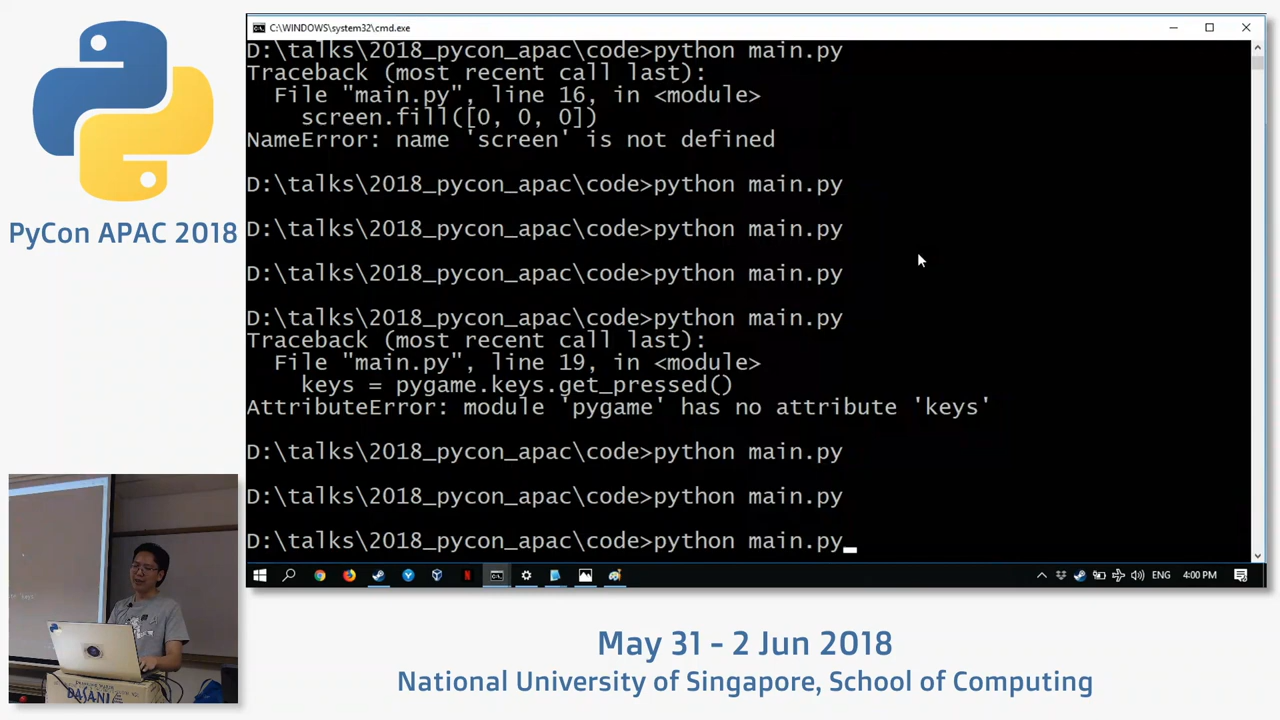 PyCon APAC 2018
C:\WINDOWS\system32\cmd.exe
D:\talks\2018_pycon_apac\code>python main.py
Traceback (most recent call last):
  File "main.py", line 16, in <module>
    screen.fill([0, 0, 0])
NameError: name 'screen' is not defined
D:\talks\2018_pycon_apac\code>python main.py
D:\talks\2018_pycon_apac\code>python main.py
D:\talks\2018_pycon_apac\code>python main.py
D:\talks\2018_pycon_apac\code>python main.py
Traceback (most recent call last):
  File "main.py", line 19, in <module>
    keys = pygame.keys.get_pressed()
AttributeError: module 'pygame' has no attribute 'keys'
D:\talks\2018_pycon_apac\code>python main.py
D:\talks\2018_pycon_apac\code>python main.py
D:\talks\2018_pycon_apac\code>python main.py_
ENG
4:00 PM
DASANI
May 31 - 2 Jun 2018
National University of Singapore, School of Computing